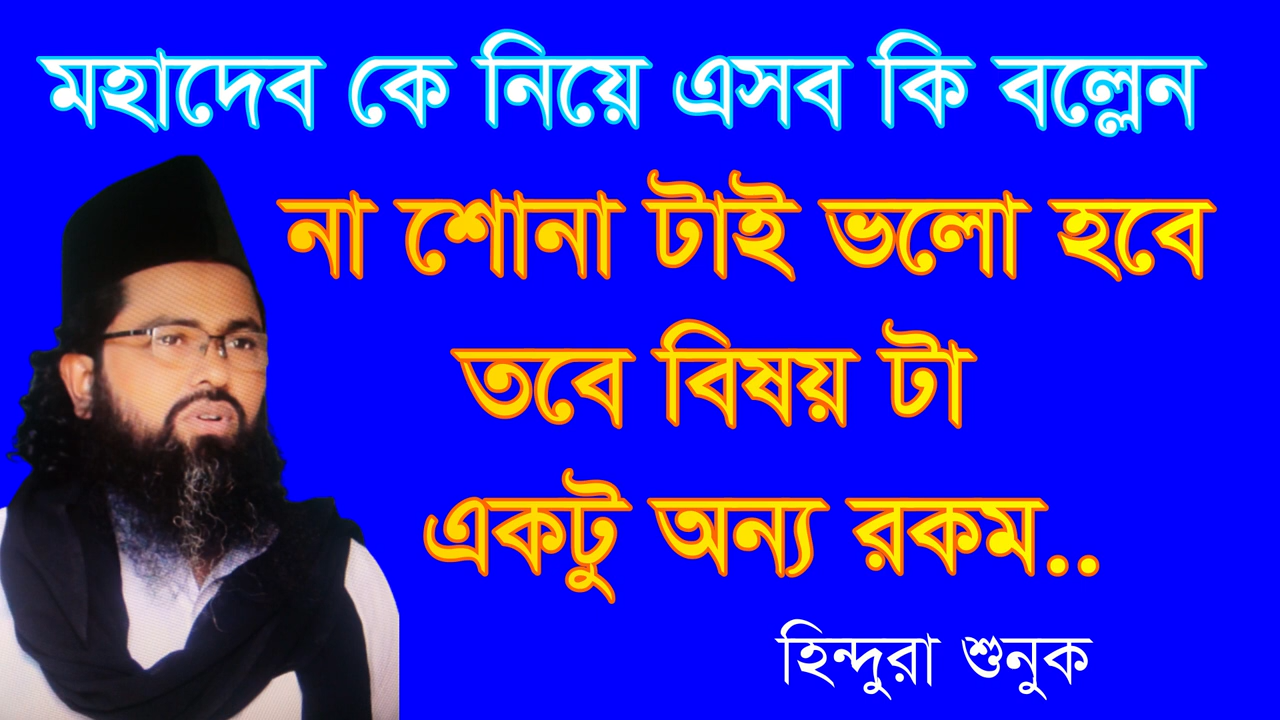 মহাদেব কে নিয়ে এসব কি বল্লেন
না শোনা টাই ভলো হবে
তবে বিষয় টা
একটু অন্য রকম..
হিন্দুরা শুনুক